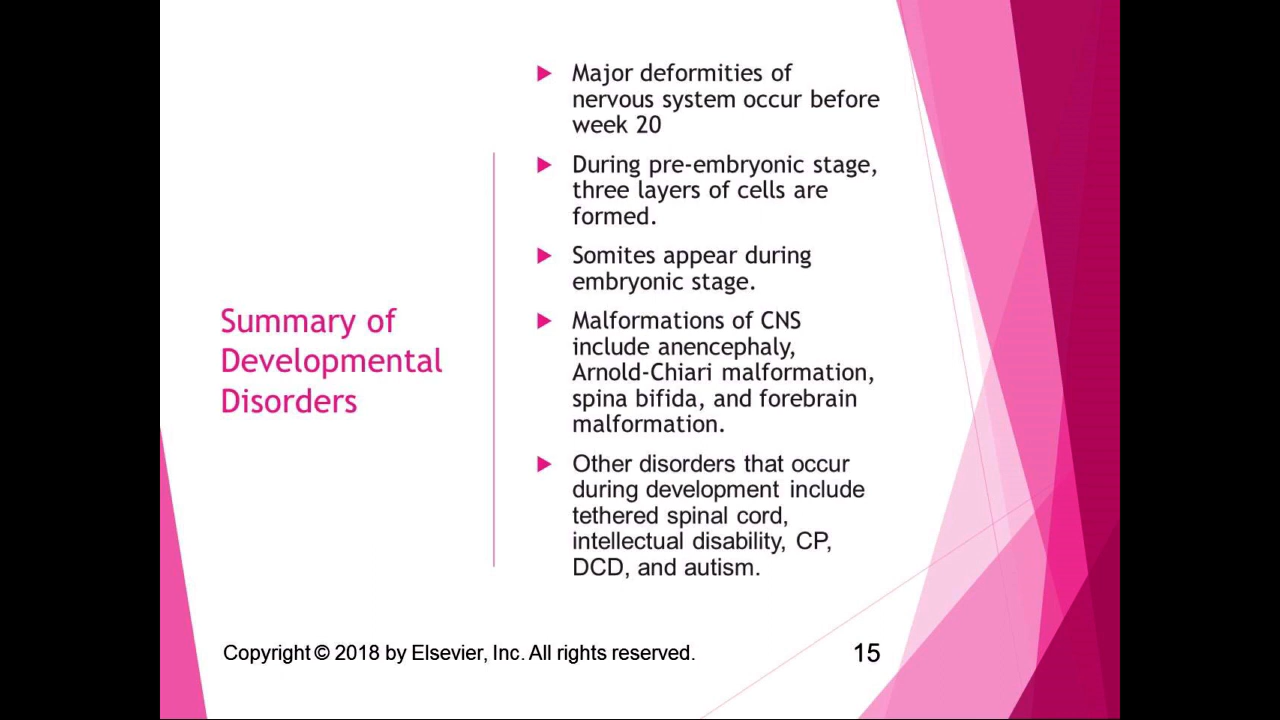 Summary of
Developmental
Disorders
Major deformities of
nervous system occur before
week 20
During pre-embryonic stage,
three layers of cells are
formed.
Somites appear during
embryonic stage.
Malformations of CNS
include anencephaly,
Arnold-Chiari malformation,
spina bifida, and forebrain
malformation.
Other disorders that occur
during development include
tethered spinal cord,
intellectual disability, CP,
DCD, and autism.
Copyright © 2018 by Elsevier, Inc. All rights reserved.
15